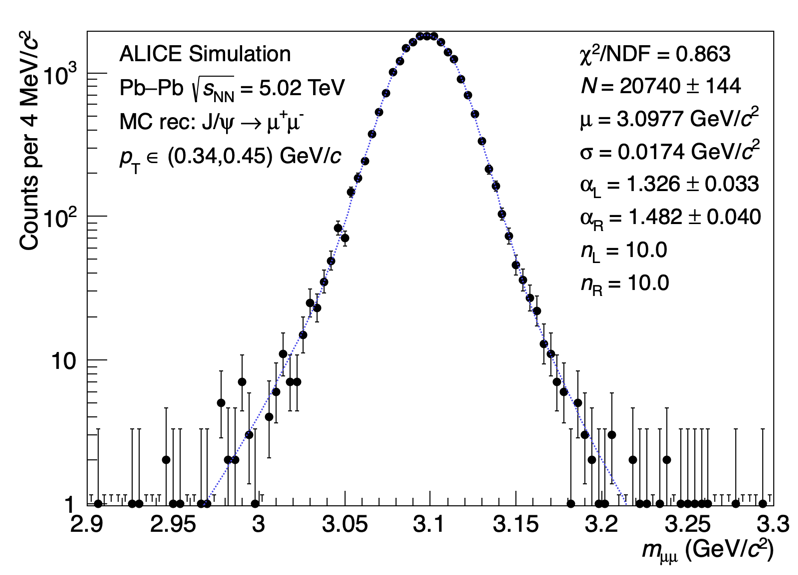 ALICE Simulation
Pb–Pb √sNN = 5.02 TeV
MC rec: J/ψ → μ+μ-
pT ∈ (0.34,0.45) GeV/c
χ2/NDF = 0.863
N = 20740 ± 144
μ = 3.0977 GeV/c2
σ = 0.0174 GeV/c2
αL = 1.326 ± 0.033
αR = 1.482 ± 0.040
nL = 10.0
nR = 10.0
Counts per 4 MeV/c2
103
102
10
1
2.9 2.95 3 3.05 3.1 3.15 3.2 3.25 3.3
mμμ (GeV/c2)